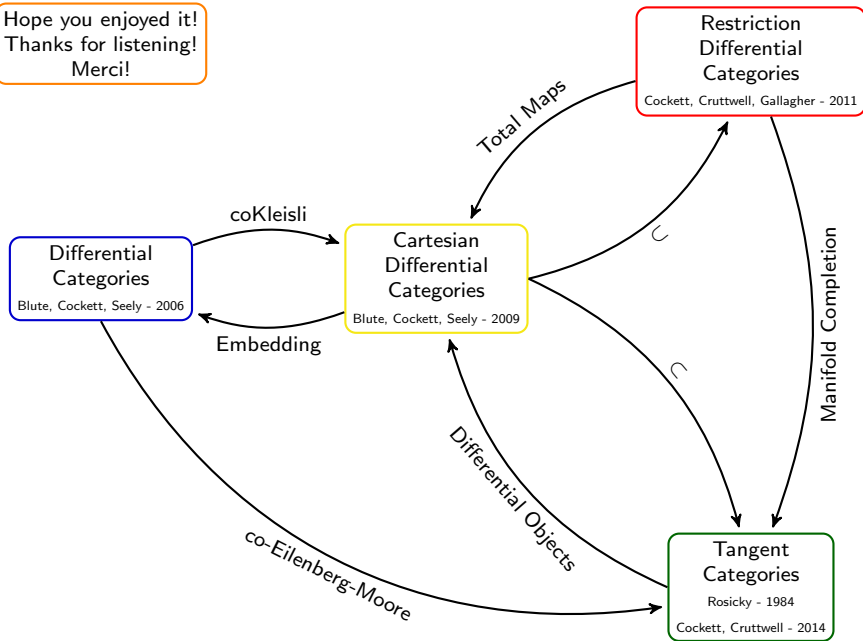 Hope you enjoyed it!
Thanks for listening!
Merci!
Restriction
Differential
Categories
Cockett, Cruttwell, Gallagher - 2011
Total Maps
coKleisli
Differential
Categories
Blute, Cockett, Seely - 2006
Cartesian
Differential
Categories
Blute, Cockett, Seely - 2009
⊂
Manifold Completion
Embedding
⊂
Differential Objects
co-Eilenberg-Moore
Tangent
Categories
Rosicky - 1984
Cockett, Cruttwell - 2014